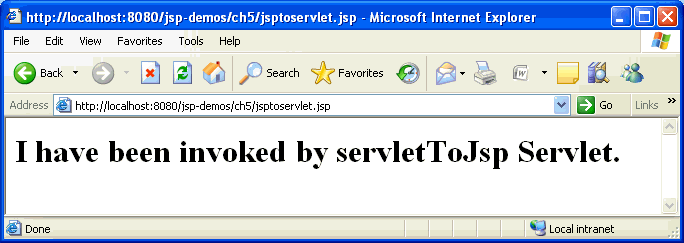 http://localhost:8080/jsp-demos/ch5/jsptoservlet.jsp - Microsoft Internet Explorer
File Edit View Favorites Tools Help
Back Search Favorites W
Address http://localhost:8080/jsp-demos/ch5/jsptoservlet.jsp Go Links »
I have been invoked by servletToJsp Servlet.
Done Local intranet